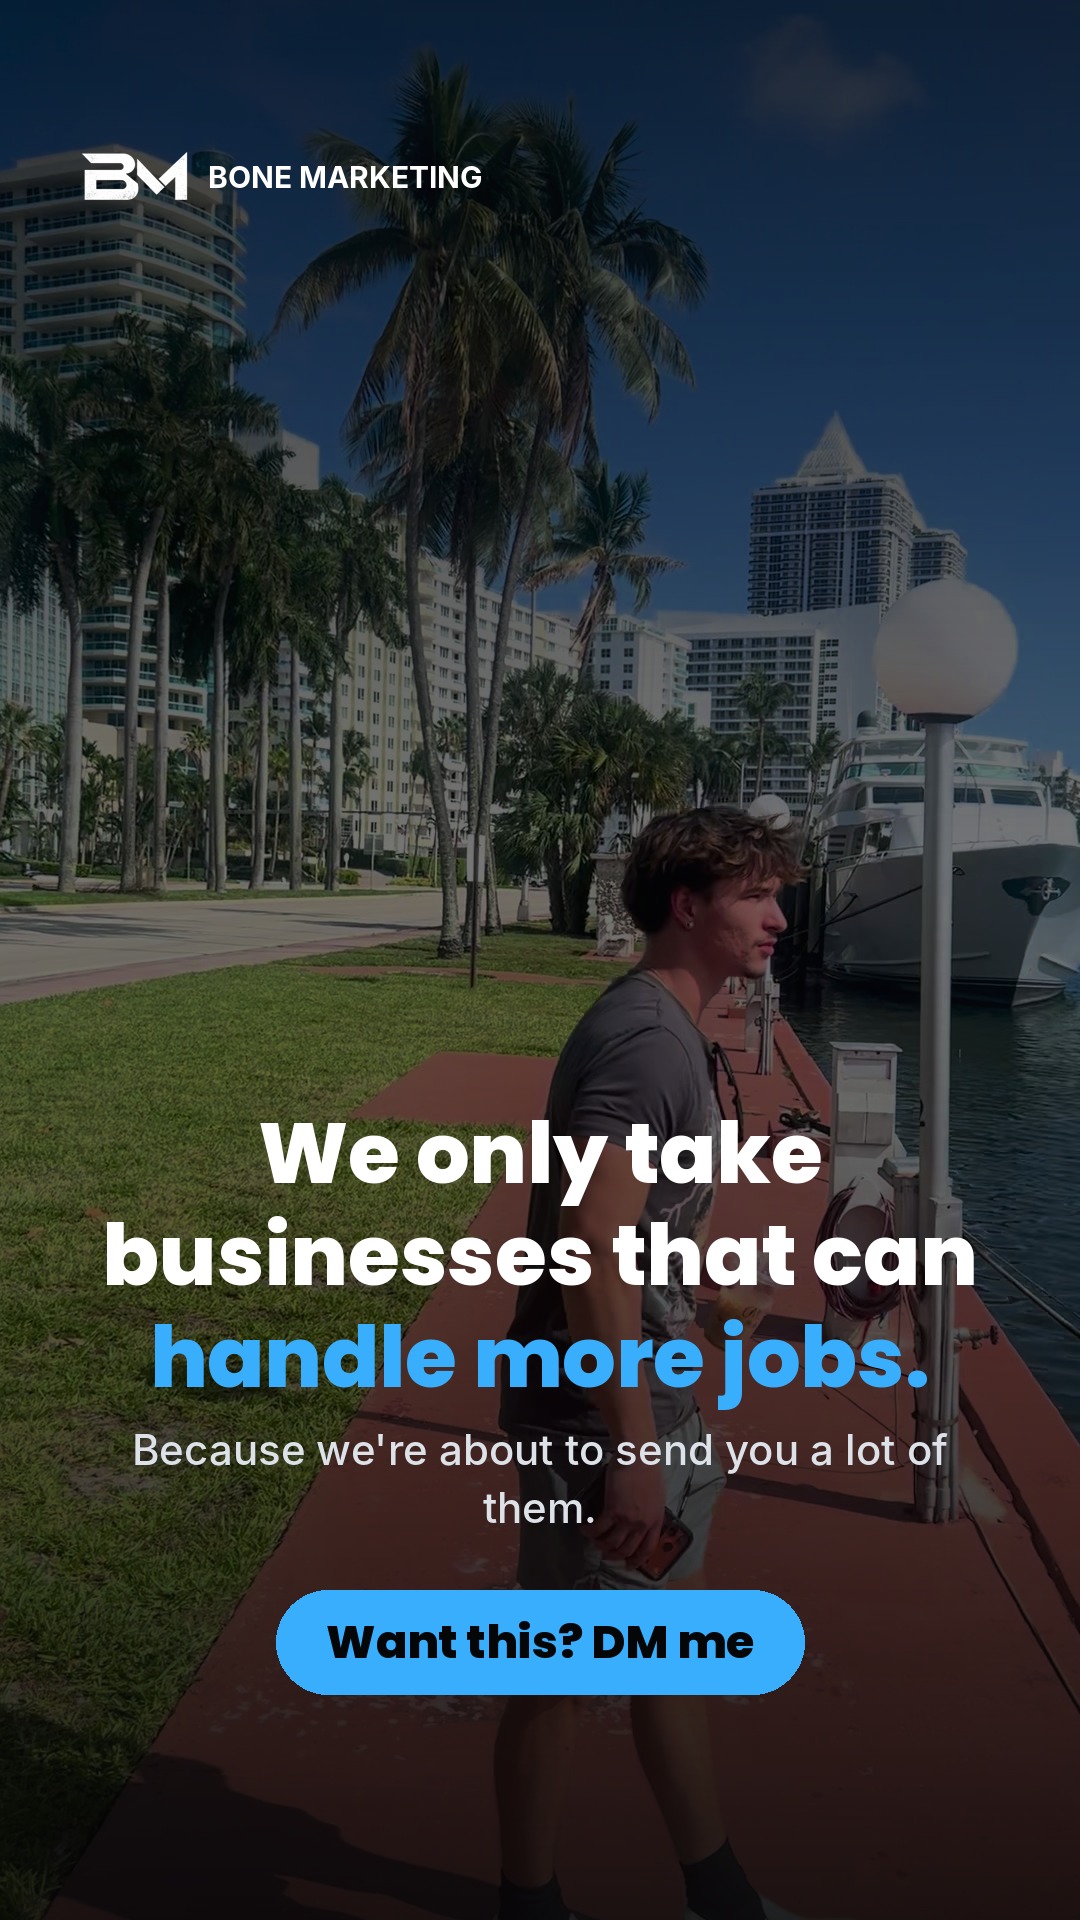 BM BONE MARKETING
We only take
businesses that can
handle more jobs.
Because we're about to send you a lot of
them.
Want this? DM me